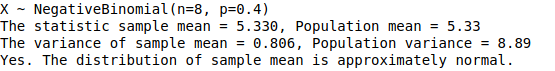 X ~ NegativeBinomial(n=8, p=0.4)
The statistic sample mean = 5.330, Population mean = 5.33
The variance of sample mean = 0.806, Population variance = 8.89
Yes. The distribution of sample mean is approximately normal.